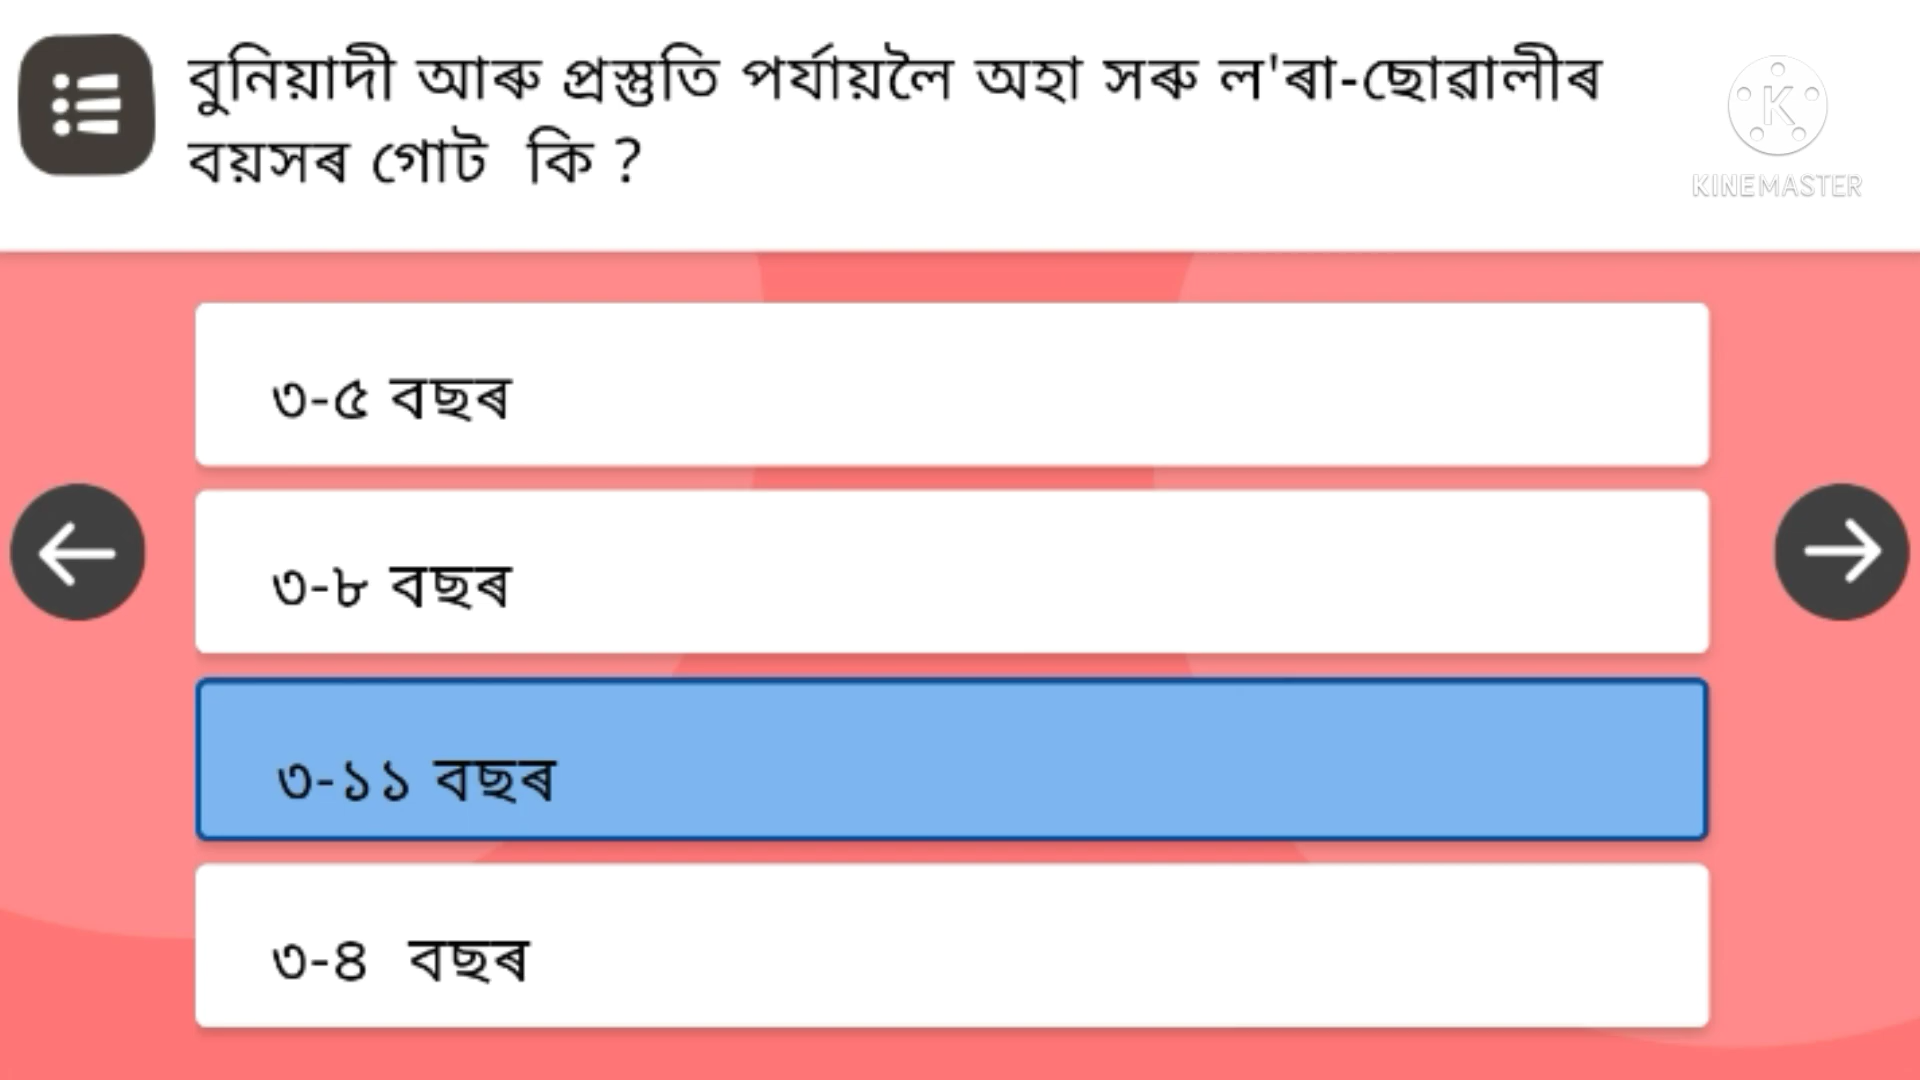 বুনিয়াদী আৰু প্ৰস্তুতি পৰ্যায়লৈ অহা সৰু ল'ৰা-ছোৱালীৰ
বয়সৰ গোট কি ?
KINEMASTER
৩-৫ বছৰ
৩-৮ বছৰ
৩-১১ বছৰ
৩-৪ বছৰ